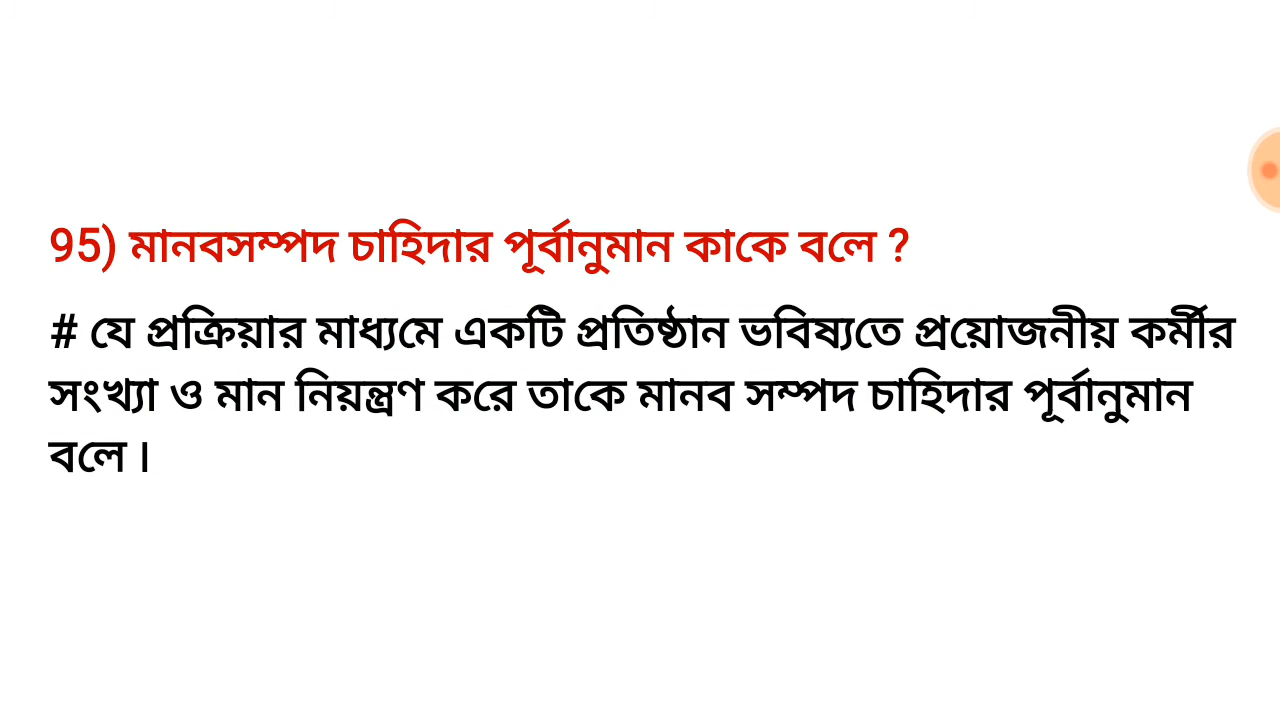 95) মানবসম্পদ চাহিদার পূর্বানুমান কাকে বলে ?
# যে প্রক্রিয়ার মাধ্যমে একটি প্রতিষ্ঠান ভবিষ্যতে প্রয়োজনীয় কর্মীর
সংখ্যা ও মান নিয়ন্ত্রণ করে তাকে মানব সম্পদ চাহিদার পূর্বানুমান
বলে ।